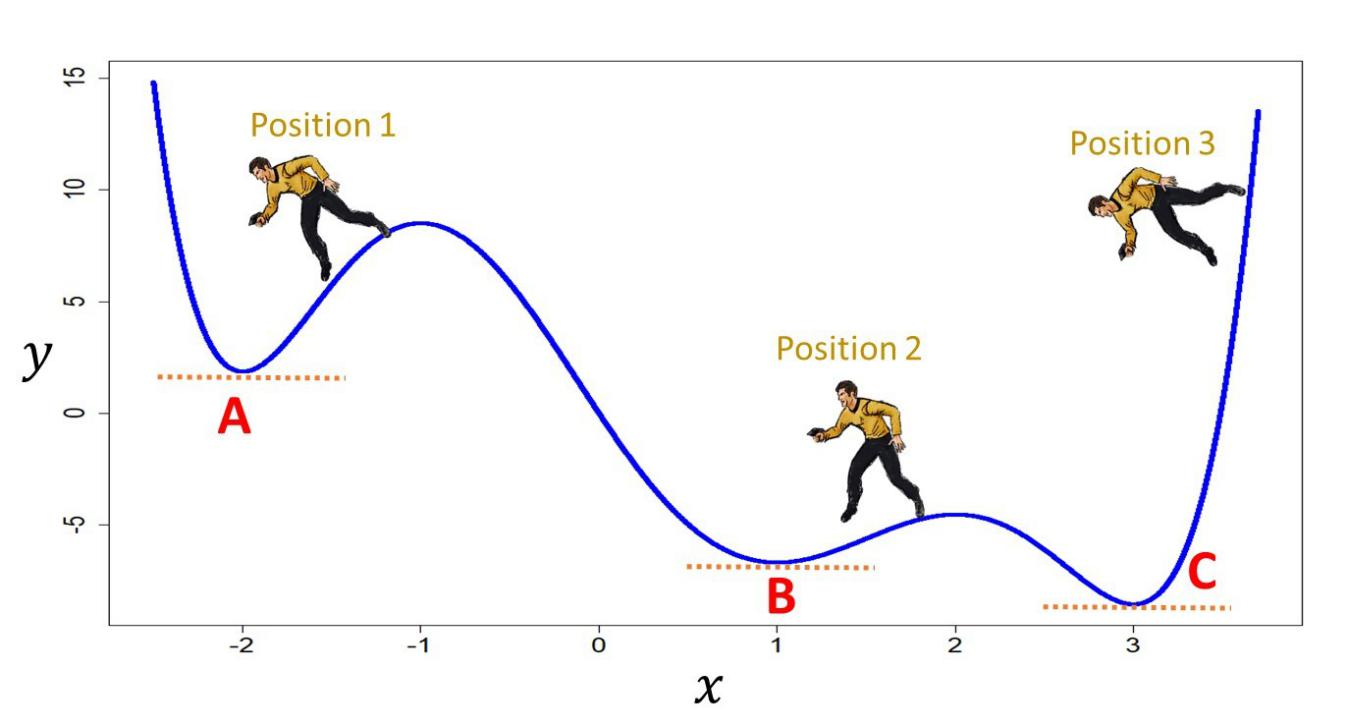 15
Position 1
Position 3
10
5
Position 2
y
0
A
-5
C
B
-2 -1 0 1 2 3
x